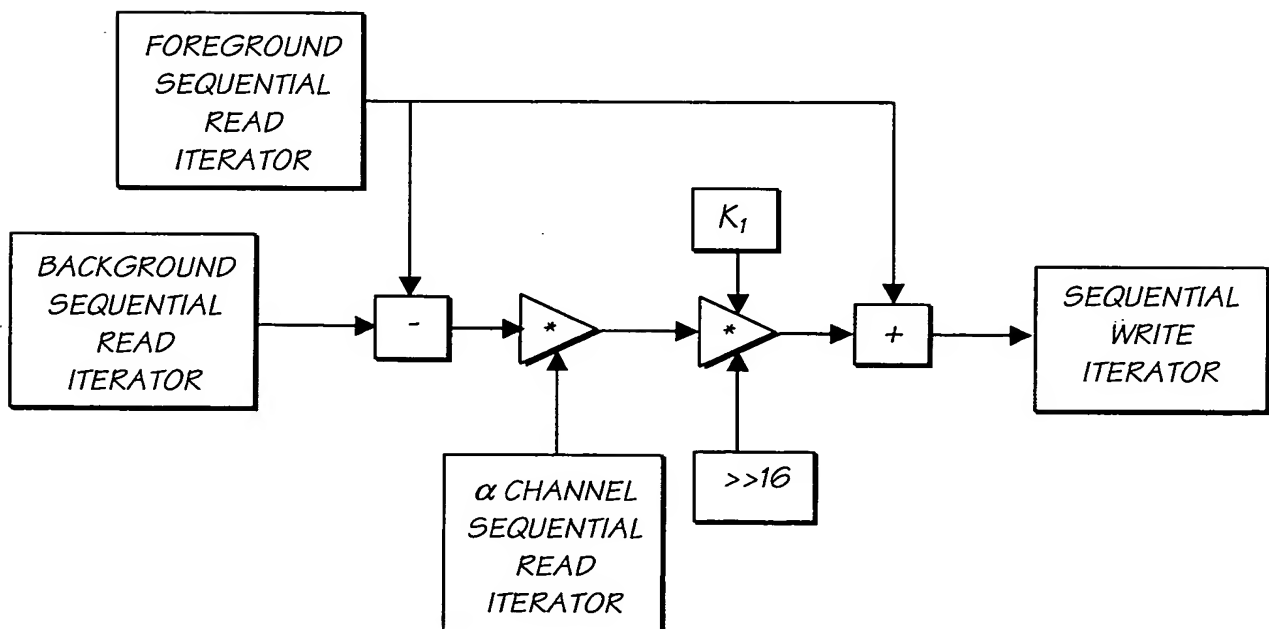 FOREGROUND
SEQUENTIAL
READ
ITERATOR
K₁
BACKGROUND
SEQUENTIAL
READ
ITERATOR
-
*
*
+
SEQUENTIAL
WRITE
ITERATOR
α CHANNEL
SEQUENTIAL
READ
ITERATOR
>>16